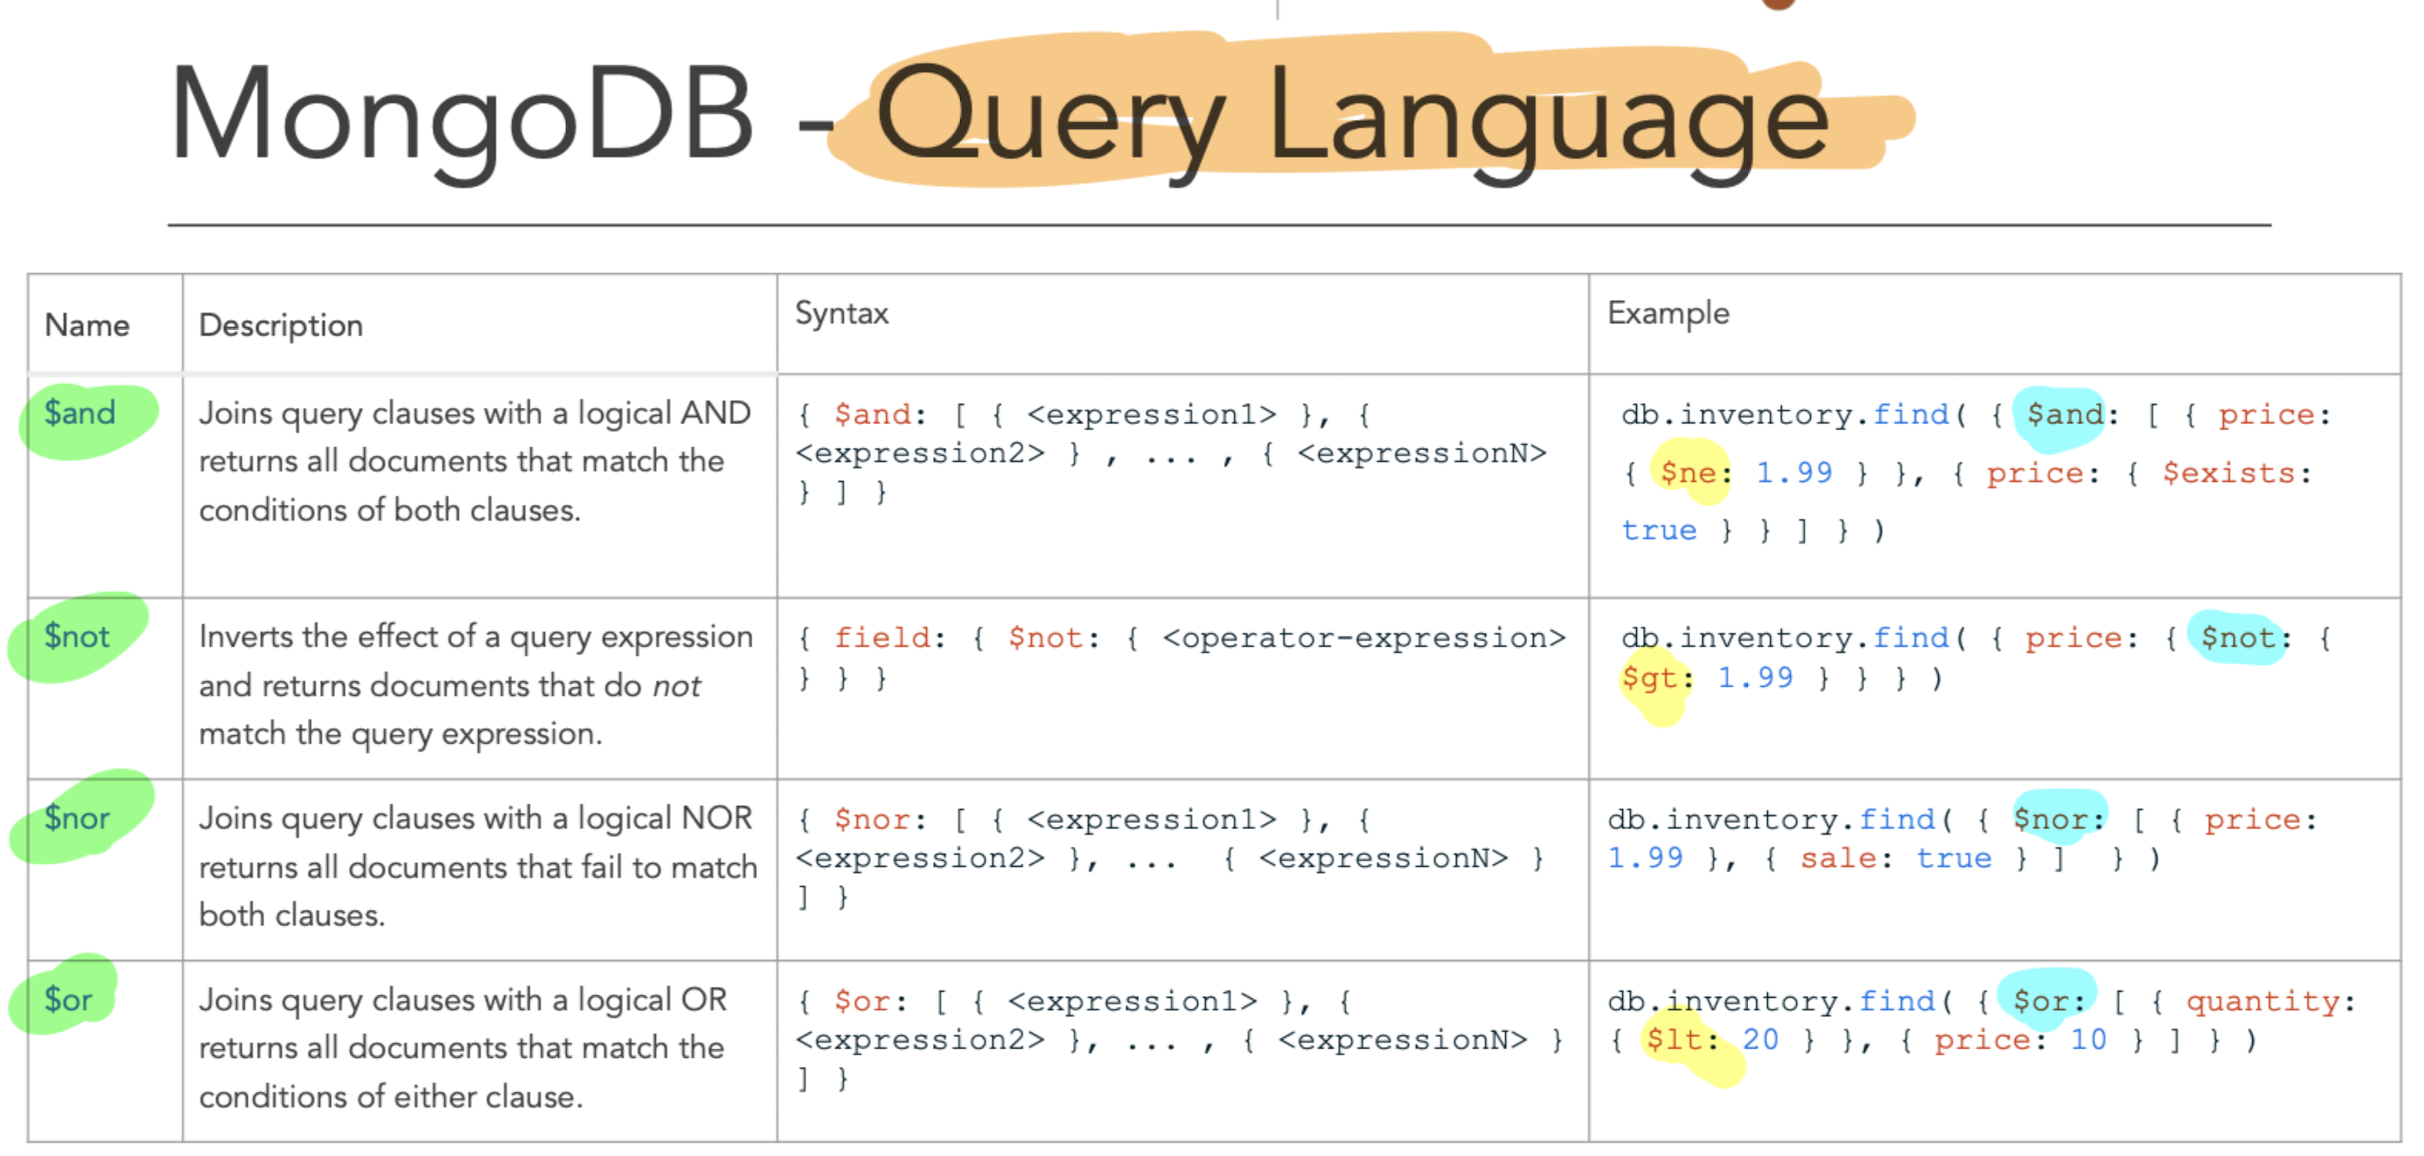 MongoDB - Query Language
Name
Description
Syntax
Example
$and
Joins query clauses with a logical AND
returns all documents that match the
conditions of both clauses.
{ $and: [ { <expression1> }, {
<expression2> } , ... , { <expressionN>
} ] }
db.inventory.find( { $and: [ { price:
{ $ne: 1.99 } }, { price: { $exists:
true } } ] } )
$not
Inverts the effect of a query expression
and returns documents that do not
match the query expression.
{ field: { $not: { <operator-expression>
} } }
db.inventory.find( { price: { $not: {
$gt: 1.99 } } } )
$nor
Joins query clauses with a logical NOR
returns all documents that fail to match
both clauses.
{ $nor: [ { <expression1> }, {
<expression2> }, ... { <expressionN> }
] }
db.inventory.find( { $nor: [ { price:
1.99 }, { sale: true } ] } )
$or
Joins query clauses with a logical OR
returns all documents that match the
conditions of either clause.
{ $or: [ { <expression1> }, {
<expression2> }, ... , { <expressionN> }
] }
db.inventory.find( { $or: [ { quantity:
{ $lt: 20 } }, { price: 10 } ] } )